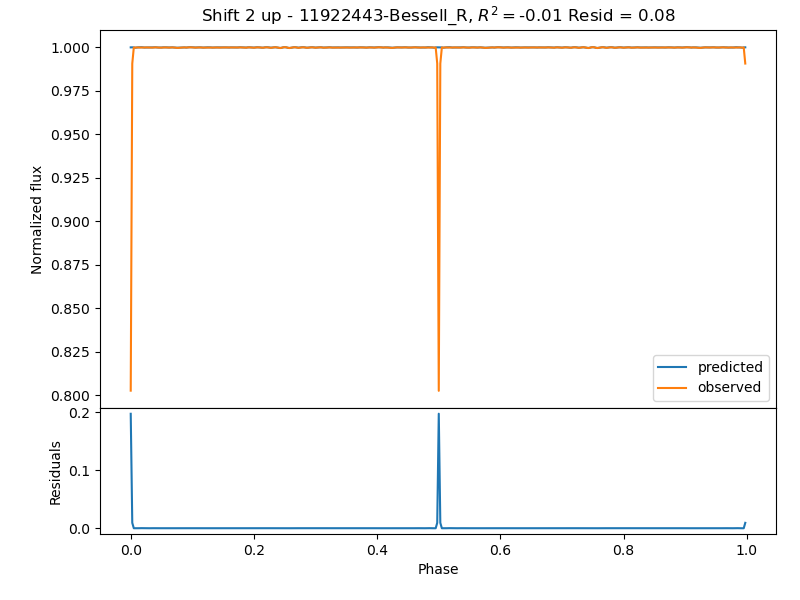 Shift 2 up - 11922443-Bessell_R, R² = -0.01 Resid = 0.08
1.000
0.975
0.950
0.925
0.900
0.875
0.850
0.825
0.800
Normalized flux
predicted
observed
0.2
0.1
0.0
Residuals
0.0 0.2 0.4 0.6 0.8 1.0
Phase